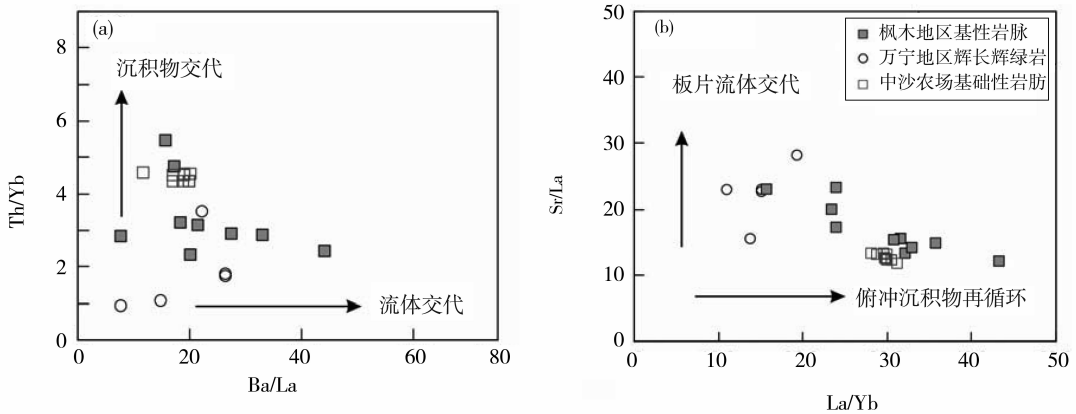 (a)
沉积物交代
流体交代
8
6
4
2
0
0
20
40
60
80
Th/Yb
Ba/La
(b)
枫木地区基性岩脉
万宁地区辉长辉绿岩
中沙农场基础性岩肪
板片流体交代
俯冲沉积物再循环
50
40
30
20
10
0
0
10
20
30
40
50
Sr/La
La/Yb